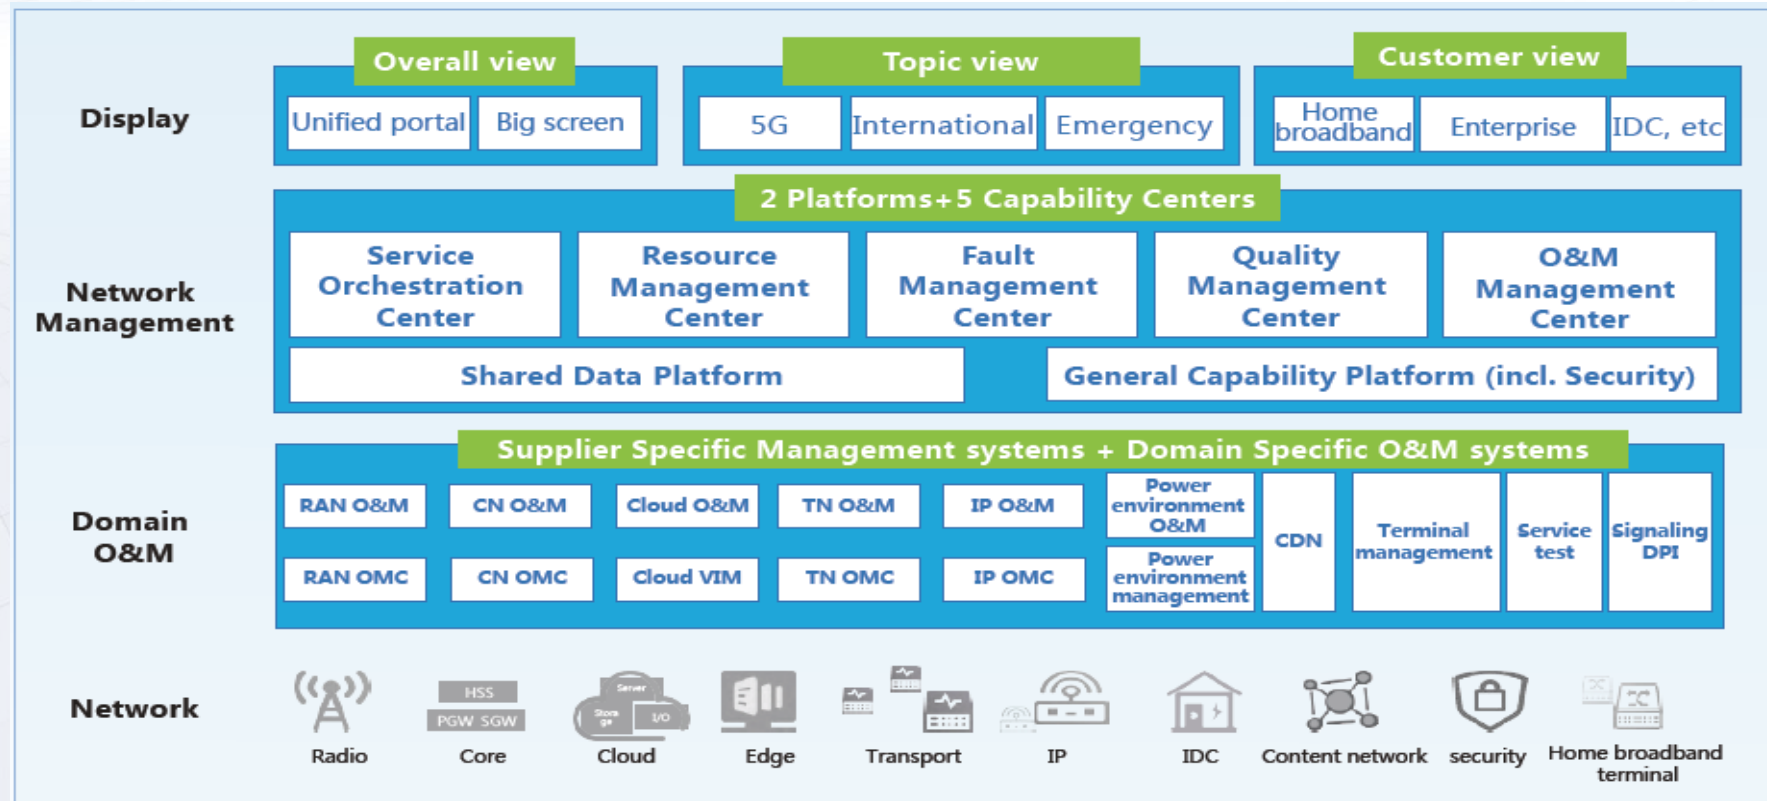 Overall view
Topic view
Customer view
Display
Unified portal
Big screen
5G
International
Emergency
Home
broadband
Enterprise
IDC, etc
2 Platforms+5 Capability Centers
Network
Management
Service
Orchestration
Center
Resource
Management
Center
Fault
Management
Center
Quality
Management
Center
O&M
Management
Center
Shared Data Platform
General Capability Platform (incl. Security)
Supplier Specific Management systems + Domain Specific O&M systems
Domain
O&M
RAN O&M
CN O&M
Cloud O&M
TN O&M
IP O&M
Power
environment
O&M
RAN OMC
CN OMC
Cloud VIM
TN OMC
IP OMC
Power
environment
management
CDN
Terminal
management
Service
test
Signaling
DPI
Network
HSS
PGW SGW
Server
Stora
ge
I/O
Radio
Core
Cloud
Edge
Transport
IP
IDC
Content network
security
Home broadband
terminal